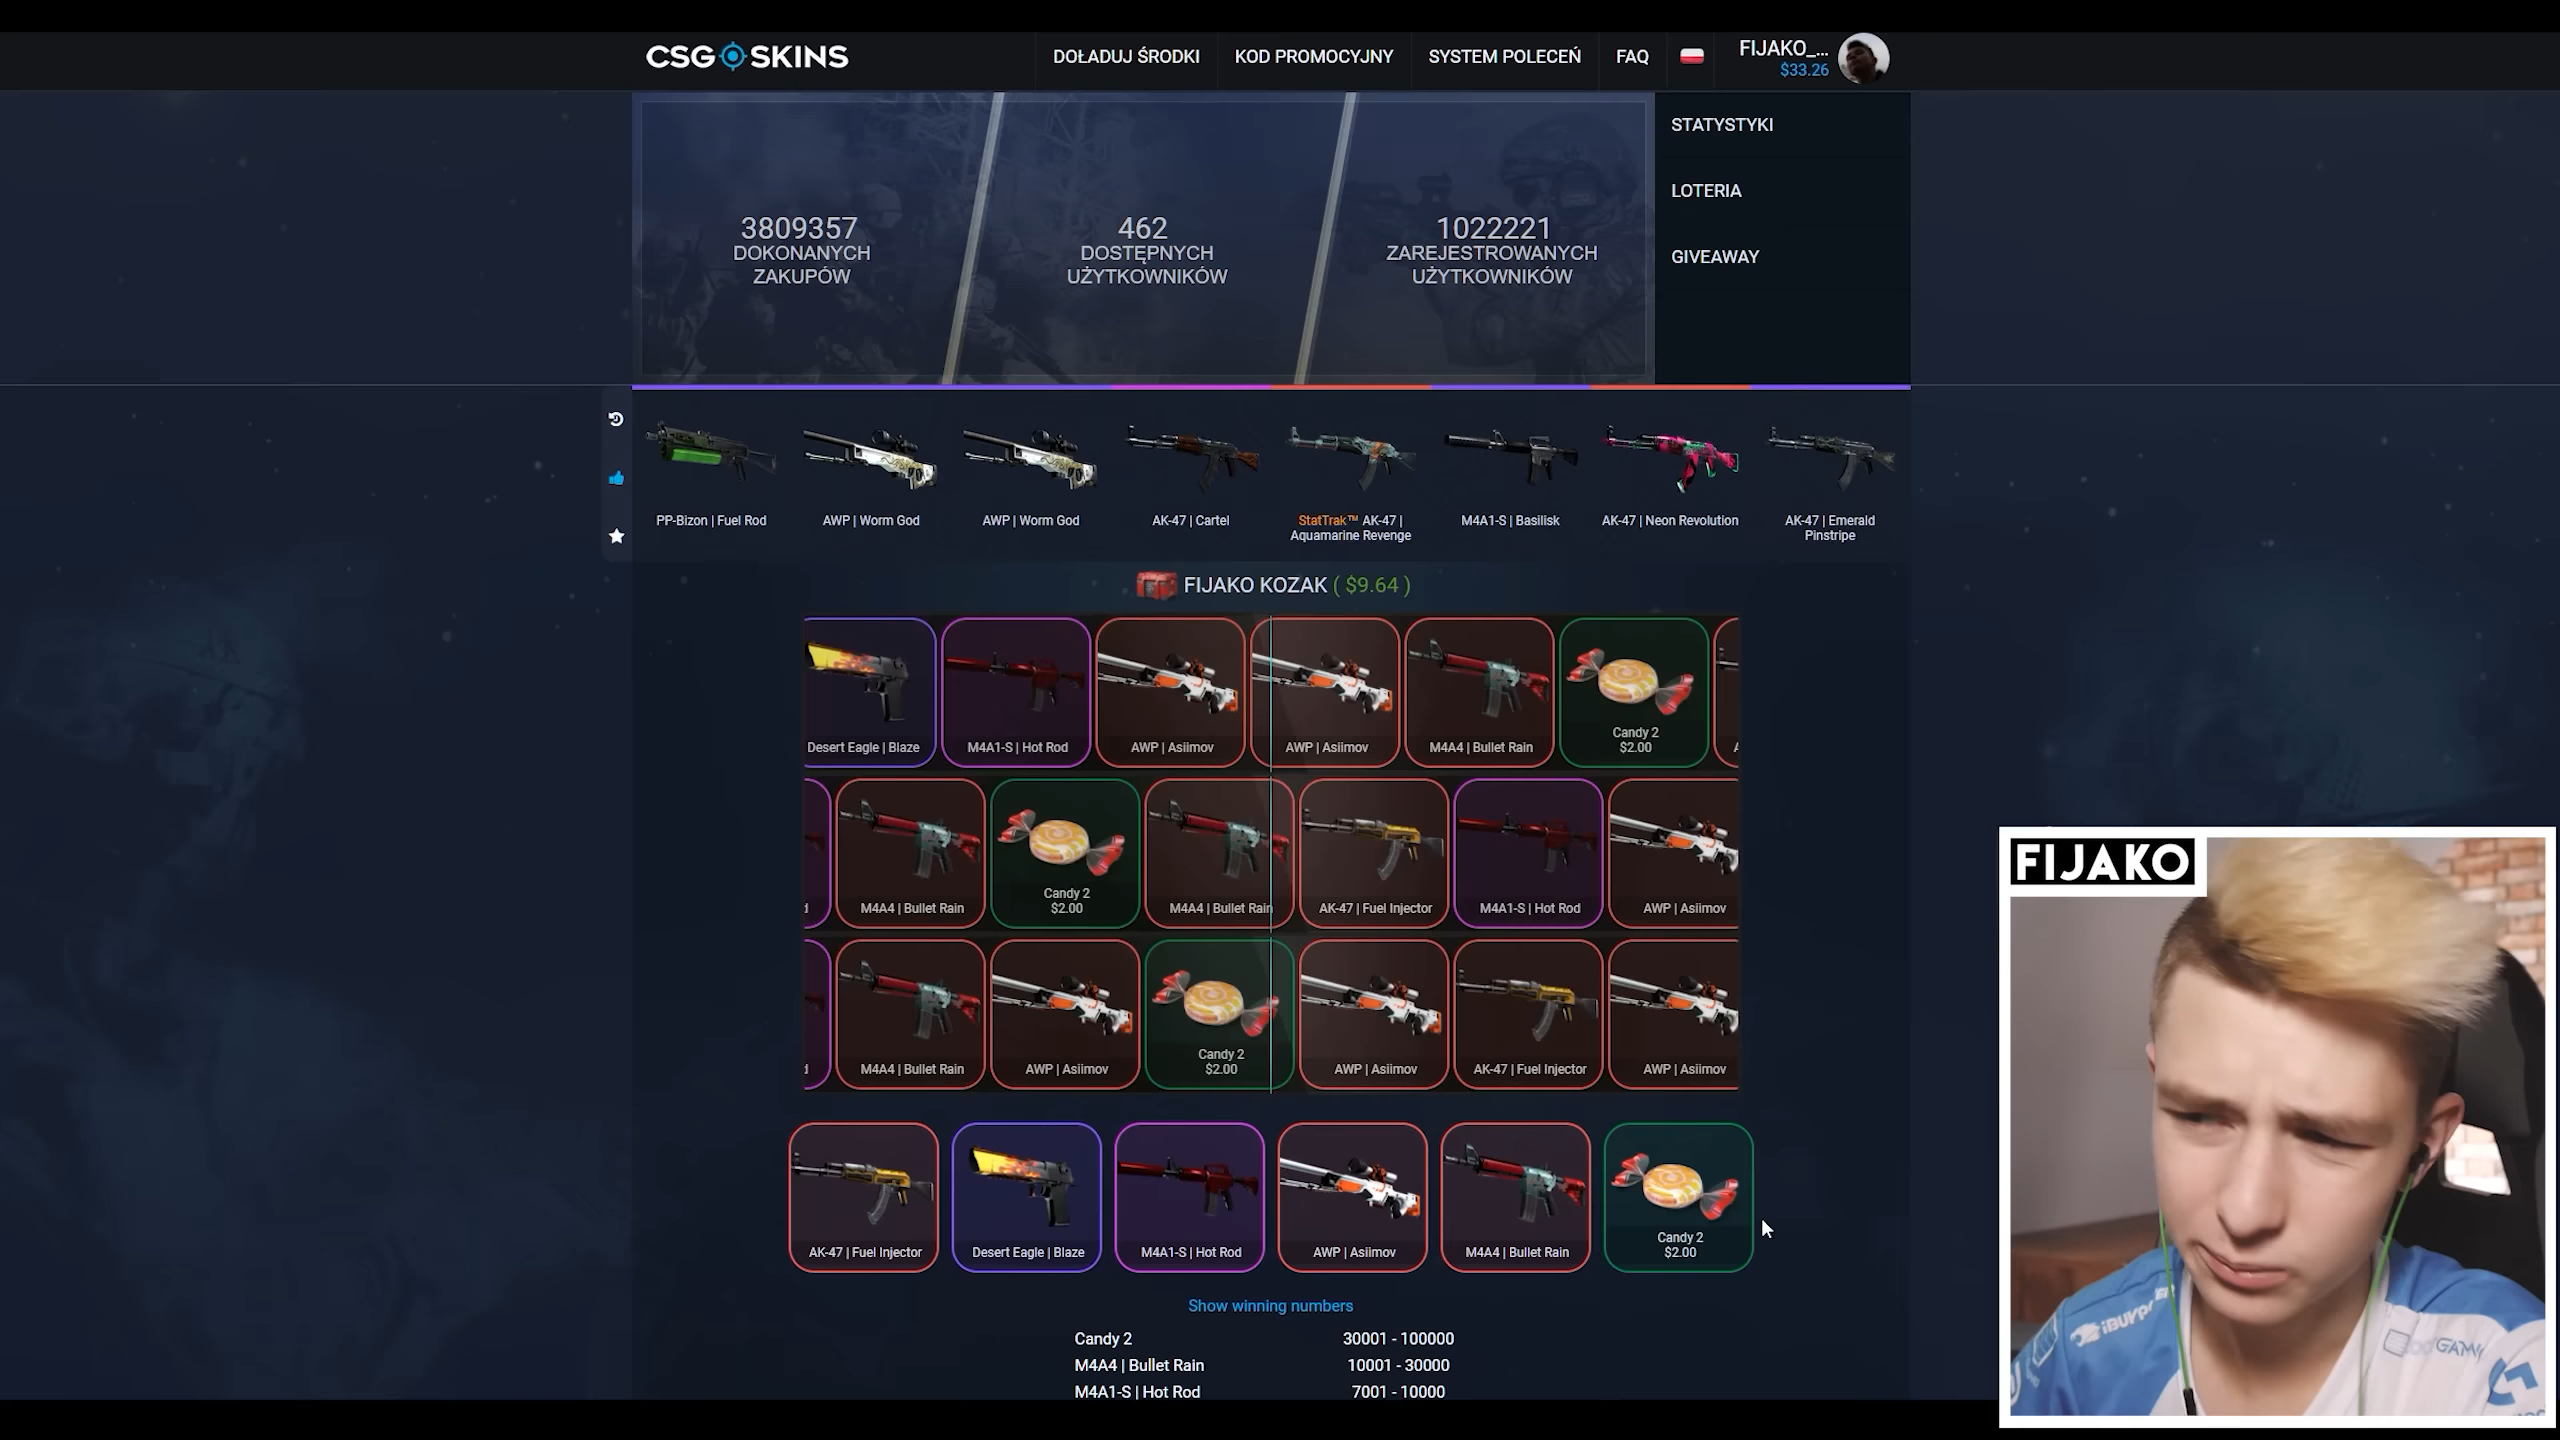 CSGOSKINS
DOŁADUJ ŚRODKI
KOD PROMOCYJNY
SYSTEM POLECEŃ
FAQ
FIJAKO_...
$33.26
3809357
DOKONANYCH
ZAKUPÓW
462
DOSTĘPNYCH
UŻYTKOWNIKÓW
1022221
ZAREJESTROWANYCH
UŻYTKOWNIKÓW
STATYSTYKI
LOTERIA
GIVEAWAY
PP-Bizon | Fuel Rod
AWP | Worm God
AWP | Worm God
AK-47 | Cartel
StatTrak™ AK-47 |
Aquamarine Revenge
M4A1-S | Basilisk
AK-47 | Neon Revolution
AK-47 | Emerald
Pinstripe
FIJAKO KOZAK ( $9.64 )
Desert Eagle | Blaze
M4A1-S | Hot Rod
AWP | Asiimov
AWP | Asiimov
M4A4 | Bullet Rain
Candy 2
$2.00
M4A4 | Bullet Rain
Candy 2
$2.00
M4A4 | Bullet Rain
AK-47 | Fuel Injector
M4A1-S | Hot Rod
AWP | Asiimov
M4A4 | Bullet Rain
AWP | Asiimov
Candy 2
$2.00
AWP | Asiimov
AK-47 | Fuel Injector
AWP | Asiimov
AK-47 | Fuel Injector
Desert Eagle | Blaze
M4A1-S | Hot Rod
AWP | Asiimov
M4A4 | Bullet Rain
Candy 2
$2.00
Show winning numbers
Candy 2 30001 - 100000
M4A4 | Bullet Rain 10001 - 30000
M4A1-S | Hot Rod 7001 - 10000
FIJAKO